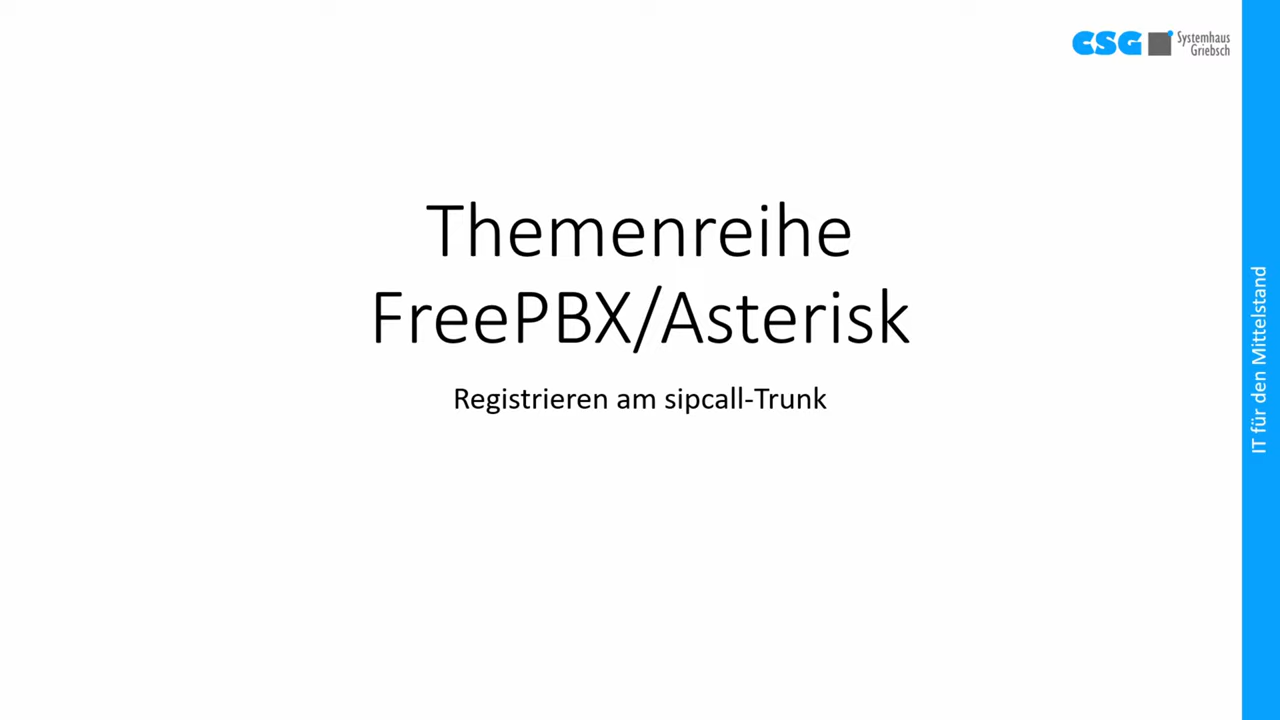 CSG Systemhaus
Griebsch
Themenreihe
FreePBX/Asterisk
Registrieren am sipcall-Trunk
IT für den Mittelstand